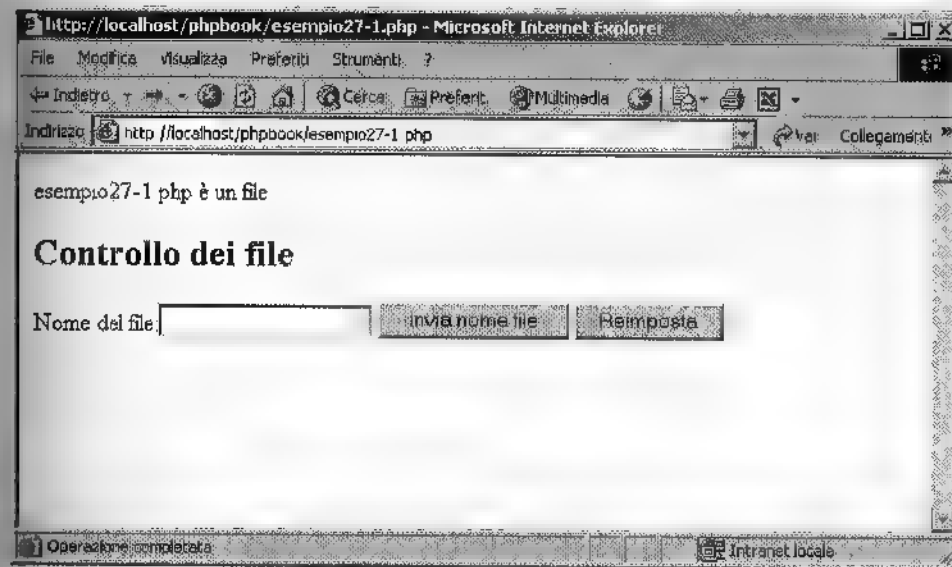 http://localhost/phpbook/esempio27-1.php - Microsoft Internet Explorer
File Modifica Visualizza Preferiti Strumenti ?
Indietro Cerca Preferiti Multimedia
Indirizzo http //localhost/phpbook/esempio27-1 php Vai Collegamenti »
esempio27-1 php è un file
Controllo dei file
Nome del file: Invia nome file Reimposta
Operazione completata Intranet locale